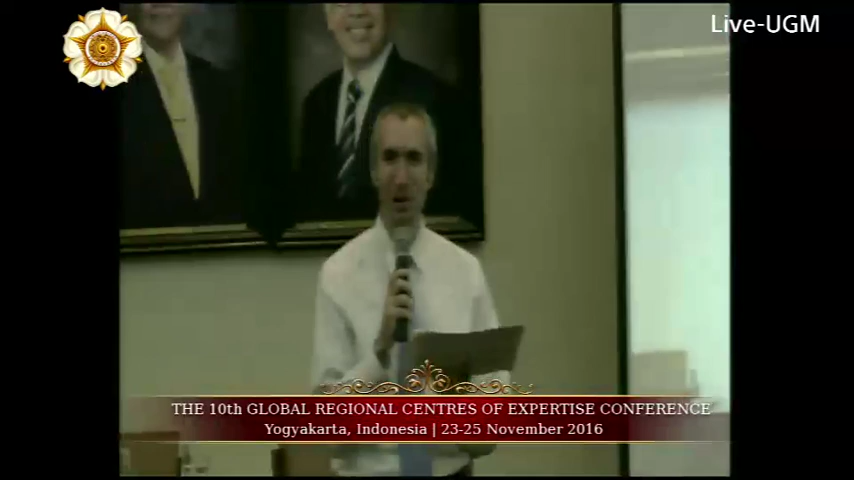 Live-UGM
THE 10th GLOBAL REGIONAL CENTRES OF EXPERTISE CONFERENCE
Yogyakarta, Indonesia | 23-25 November 2016